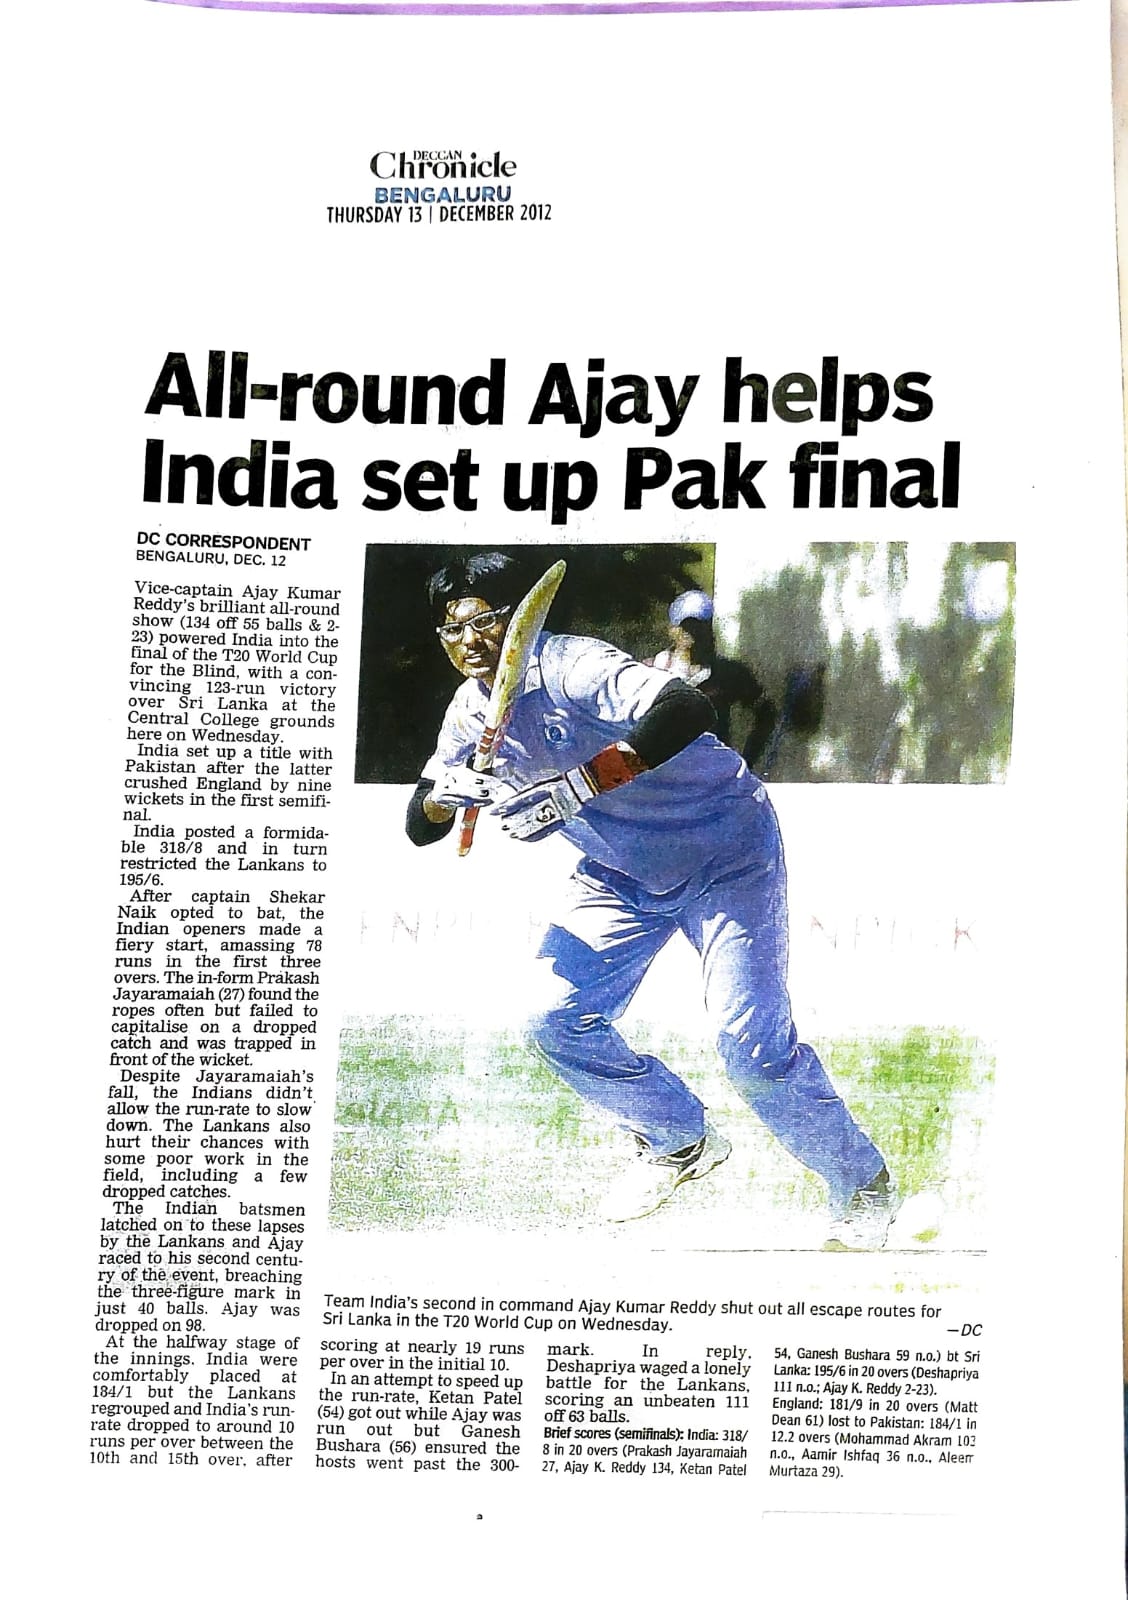 DECCAN
Chronicle
BENGALURU
THURSDAY 13 | DECEMBER 2012
All-round Ajay helps
India set up Pak final
DC CORRESPONDENT
BENGALURU, DEC. 12
Vice-captain Ajay Kumar
Reddy's brilliant all-round
show (134 off 55 balls & 2-
23) powered India into the
final of the T20 World Cup
for the Blind, with a con-
vincing 123-run victory
over Sri Lanka at the
Central College grounds
here on Wednesday.
India set up a title with
Pakistan after the latter
crushed England by nine
wickets in the first semifi-
nal.
India posted a formida-
ble 318/8 and in turn
restricted the Lankans to
195/6.
After captain Shekar
Naik opted to bat, the
Indian openers made a
fiery start, amassing 78
runs in the first three
overs. The in-form Prakash
Jayaramaiah (27) found the
ropes often but failed to
capitalise on a dropped
catch and was trapped in
front of the wicket.
Despite Jayaramaiah's
fall, the Indians didn't
allow the run-rate to slow
down. The Lankans also
hurt their chances with
some poor work in the
field, including a few
dropped catches.
The Indian batsmen
latched on to these lapses
by the Lankans and Ajay
raced to his second centu-
ry of the event, breaching
the three-figure mark in
just 40 balls. Ajay was
dropped on 98.
At the halfway stage of
the innings. India were
comfortably placed at
184/1 but the Lankans
regrouped and India's run-
rate dropped to around 10
runs per over between the
10th and 15th over, after
Team India's second in command Ajay Kumar Reddy shut out all escape routes for
Sri Lanka in the T20 World Cup on Wednesday.
—DC
scoring at nearly 19 runs
per over in the initial 10.
In an attempt to speed up
the run-rate, Ketan Patel
(54) got out while Ajay was
run out but Ganesh
Bushara (56) ensured the
hosts went past the 300-
mark. In reply,
Deshapriya waged a lonely
battle for the Lankans,
scoring an unbeaten 111
off 63 balls.
Brief scores (semifinals): India: 318/
8 in 20 overs (Prakash Jayaramaiah
27, Ajay K. Reddy 134, Ketan Patel
54, Ganesh Bushara 59 n.o.) bt Sri
Lanka: 195/6 in 20 overs (Deshapriya
111 n.o.; Ajay K. Reddy 2-23).
England: 181/9 in 20 overs (Matt
Dean 61) lost to Pakistan: 184/1 in
12.2 overs (Mohammad Akram 103
n.o., Aamir Ishfaq 36 n.o., Aleem
Murtaza 29).